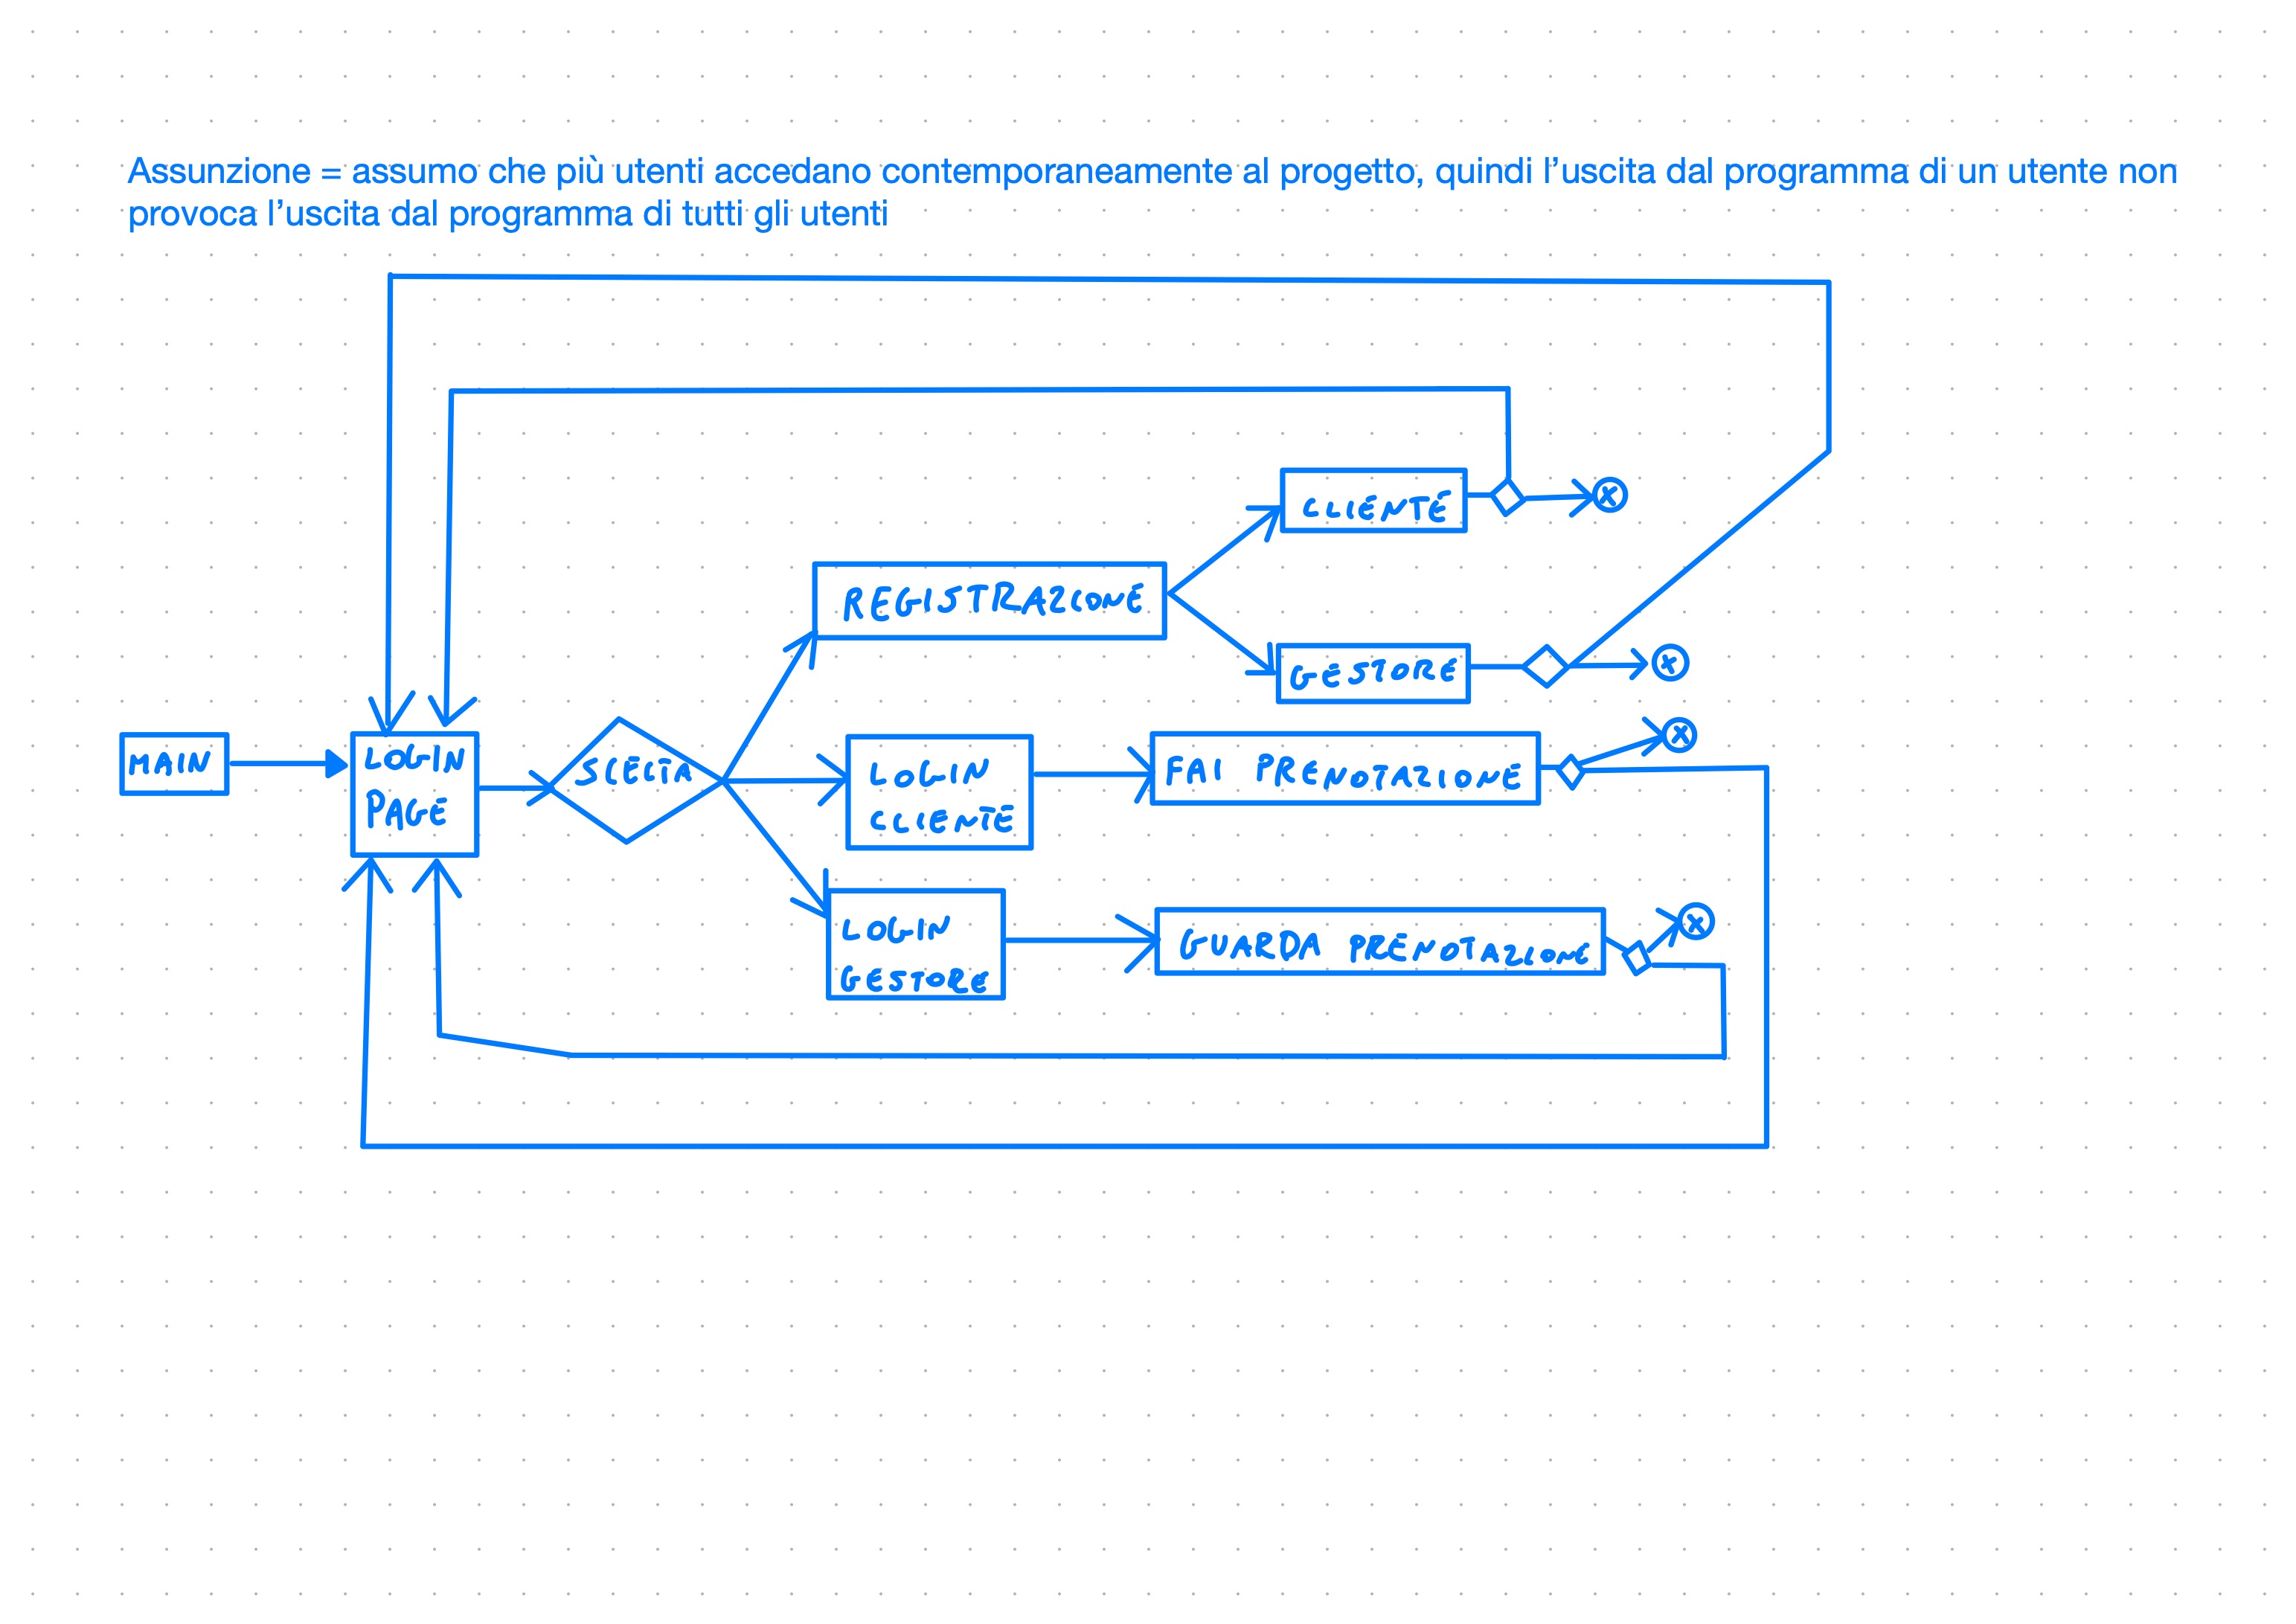 Assunzione = assumo che più utenti accedano contemporaneamente al progetto, quindi l'uscita dal programma di un utente non
provoca l'uscita dal programma di tutti gli utenti
CLIENTE
X
REGISTRAZIONE
GESTORE
X
MAIN
LOGIN
PAGE
SCELTA
LOGIN
CLIENTE
FAI PRENOTAZIONE
X
LOGIN
GESTORE
GUARDA PRENOTAZIONE
X